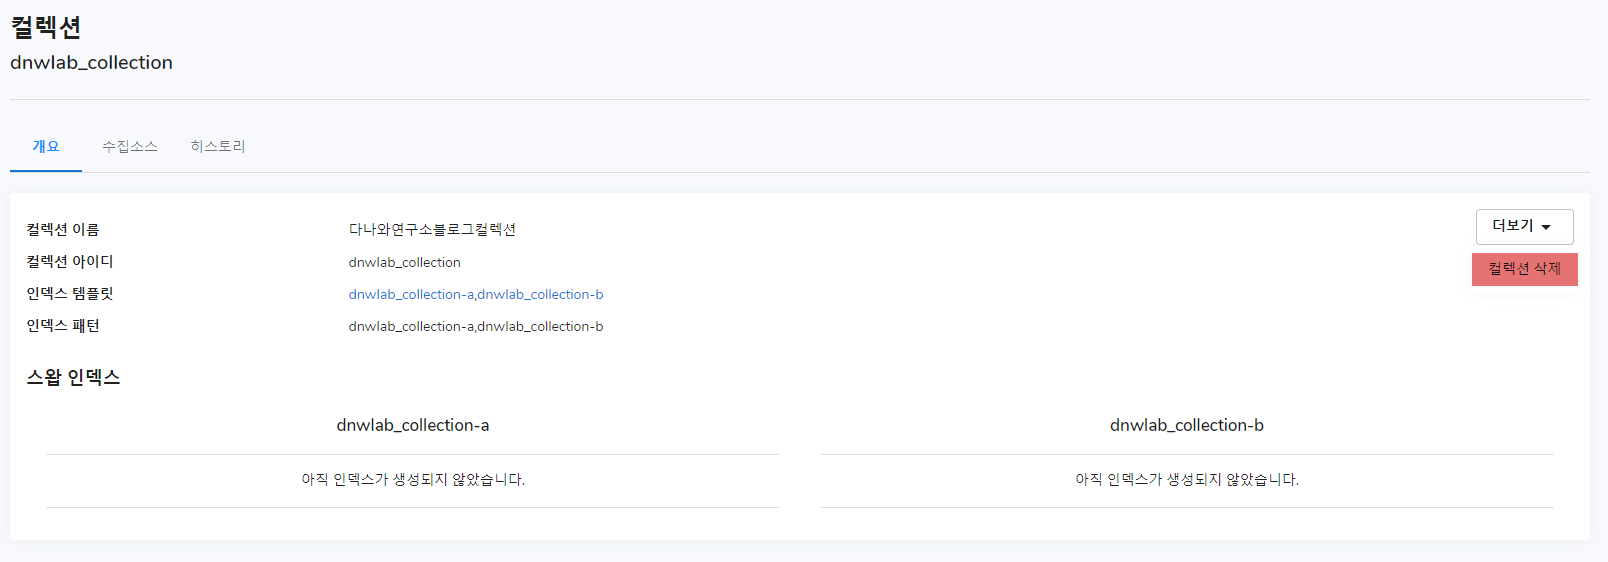 컬렉션
dnwlab_collection
개요 수집소스 히스토리
컬렉션 이름 다나와연구소블로그컬렉션 더보기
컬렉션 아이디 dnwlab_collection 컬렉션 삭제
인덱스 템플릿 dnwlab_collection-a,dnwlab_collection-b
인덱스 패턴 dnwlab_collection-a,dnwlab_collection-b
스왑 인덱스
dnwlab_collection-a dnwlab_collection-b
아직 인덱스가 생성되지 않았습니다. 아직 인덱스가 생성되지 않았습니다.